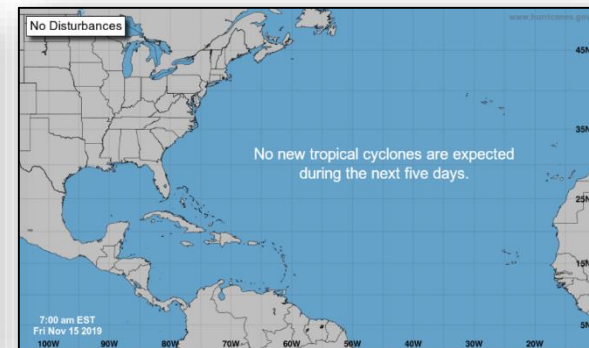 No Disturbances
www.hurricanes.gov
45N
35N
No new tropical cyclones are expected
during the next five days.
25N
15N
7:00 am EST
Fri Nov 15 2019
5N
100W 90W 80W 70W 60W 50W 40W 30W 20W